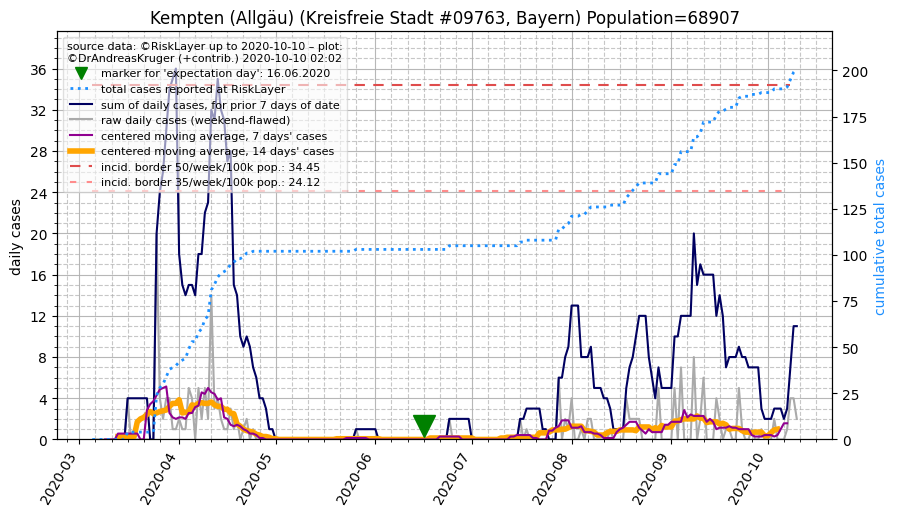 Kempten (Allgäu) (Kreisfreie Stadt #09763, Bayern) Population=68907
source data: ©RiskLayer up to 2020-10-10 – plot:
©DrAndreasKruger (+contrib.) 2020-10-10 02:02
marker for 'expectation day': 16.06.2020
total cases reported at RiskLayer
sum of daily cases, for prior 7 days of date
raw daily cases (weekend-flawed)
centered moving average, 7 days' cases
centered moving average, 14 days' cases
incid. border 50/week/100k pop.: 34.45
incid. border 35/week/100k pop.: 24.12
daily cases
36
32
28
24
20
16
12
8
4
0
cumulative total cases
200
175
150
125
100
75
50
25
0
2020-03
2020-04
2020-05
2020-06
2020-07
2020-08
2020-09
2020-10